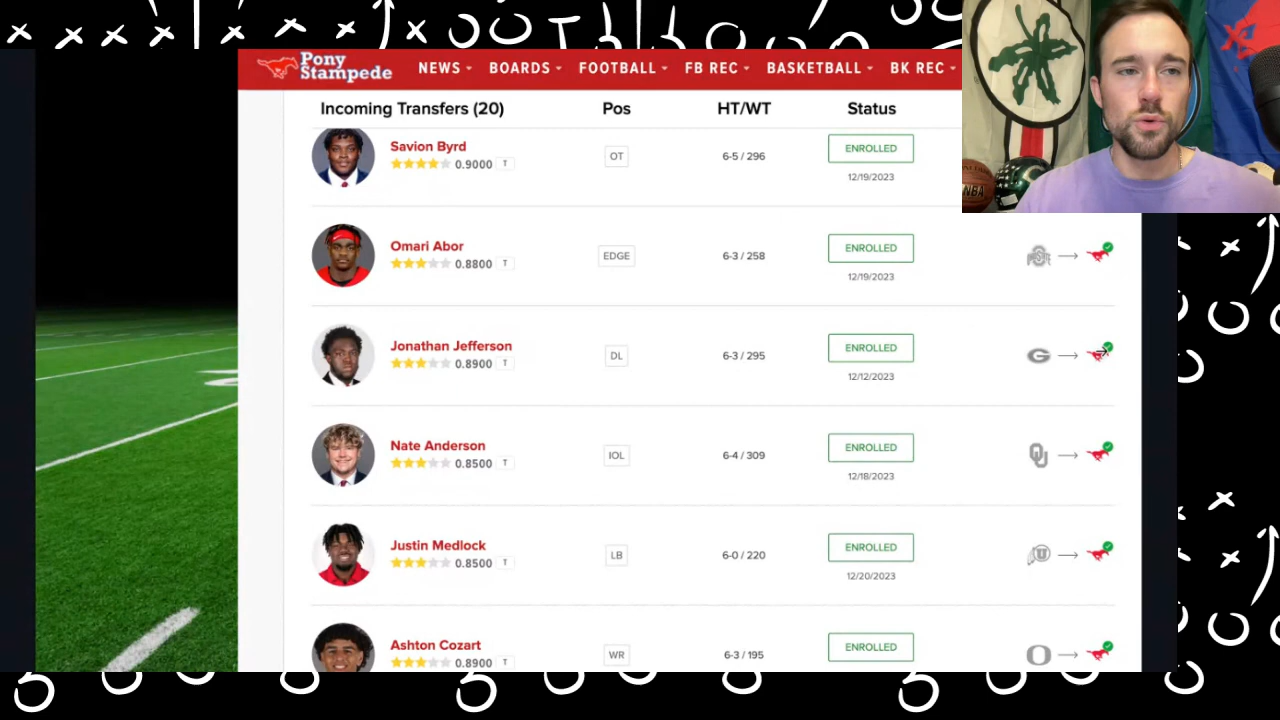 Pony
Stampede
NEWS BOARDS FOOTBALL FB REC BASKETBALL BK REC
Incoming Transfers (20) Pos HT/WT Status
Savion Byrd
0.9000 T
OT
6-5 / 296
ENROLLED
12/19/2023
Omari Abor
0.8800 T
EDGE
6-3 / 258
ENROLLED
12/19/2023
Jonathan Jefferson
0.8900 T
DL
6-3 / 295
ENROLLED
12/12/2023
G
Nate Anderson
0.8500 T
IOL
6-4 / 309
ENROLLED
12/18/2023
OU
Justin Medlock
0.8500 T
LB
6-0 / 220
ENROLLED
12/20/2023
U
Ashton Cozart
0.8900 T
WR
6-3 / 195
ENROLLED
O
NBA